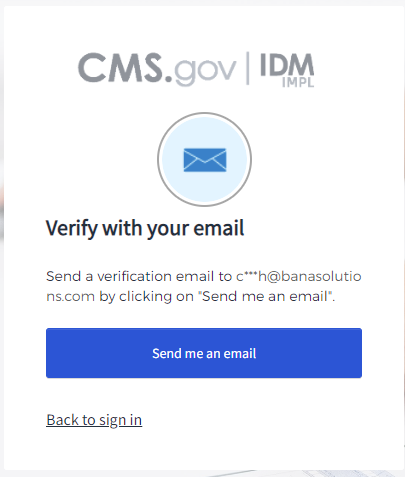 CMS.gov | IDM
IMPL
Verify with your email
Send a verification email to c***h@banasolutio
ns.com by clicking on "Send me an email".
Send me an email
Back to sign in